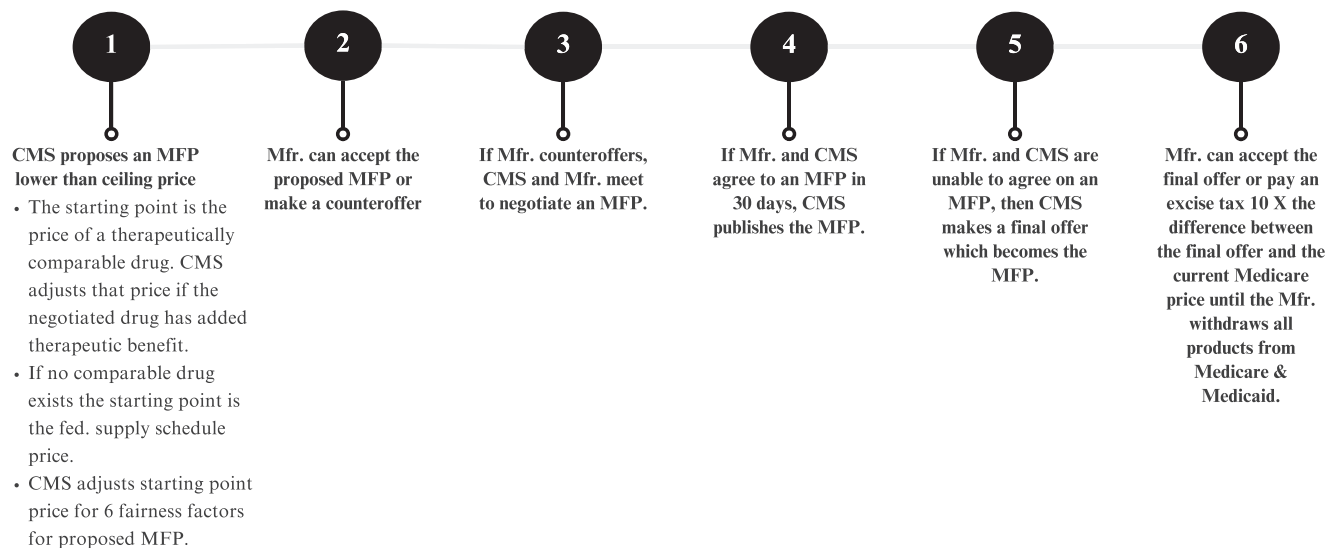 1
CMS proposes an MFP
lower than ceiling price
• The starting point is the
price of a therapeutically
comparable drug. CMS
adjusts that price if the
negotiated drug has added
therapeutic benefit.
• If no comparable drug
exists the starting point is
the fed. supply schedule
price.
• CMS adjusts starting point
price for 6 fairness factors
for proposed MFP.
2
Mfr. can accept the
proposed MFP or
make a counteroffer
3
If Mfr. counteroffers,
CMS and Mfr. meet
to negotiate an MFP.
4
If Mfr. and CMS
agree to an MFP in
30 days, CMS
publishes the MFP.
5
If Mfr. and CMS are
unable to agree on an
MFP, then CMS
makes a final offer
which becomes the
MFP.
6
Mfr. can accept the
final offer or pay an
excise tax 10 X the
difference between
the final offer and the
current Medicare
price until the Mfr.
withdraws all
products from
Medicare &
Medicaid.